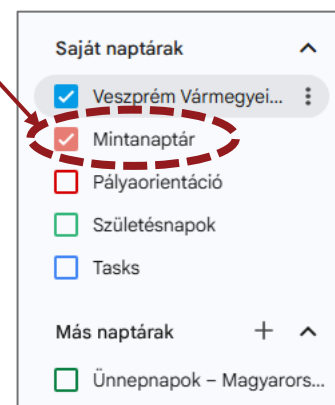 Saját naptárak
Veszprém Vármegyei...
Mintanaptár
Pályaorientáció
Születésnapok
Tasks
Más naptárak
Ünnepnapok – Magyarors...